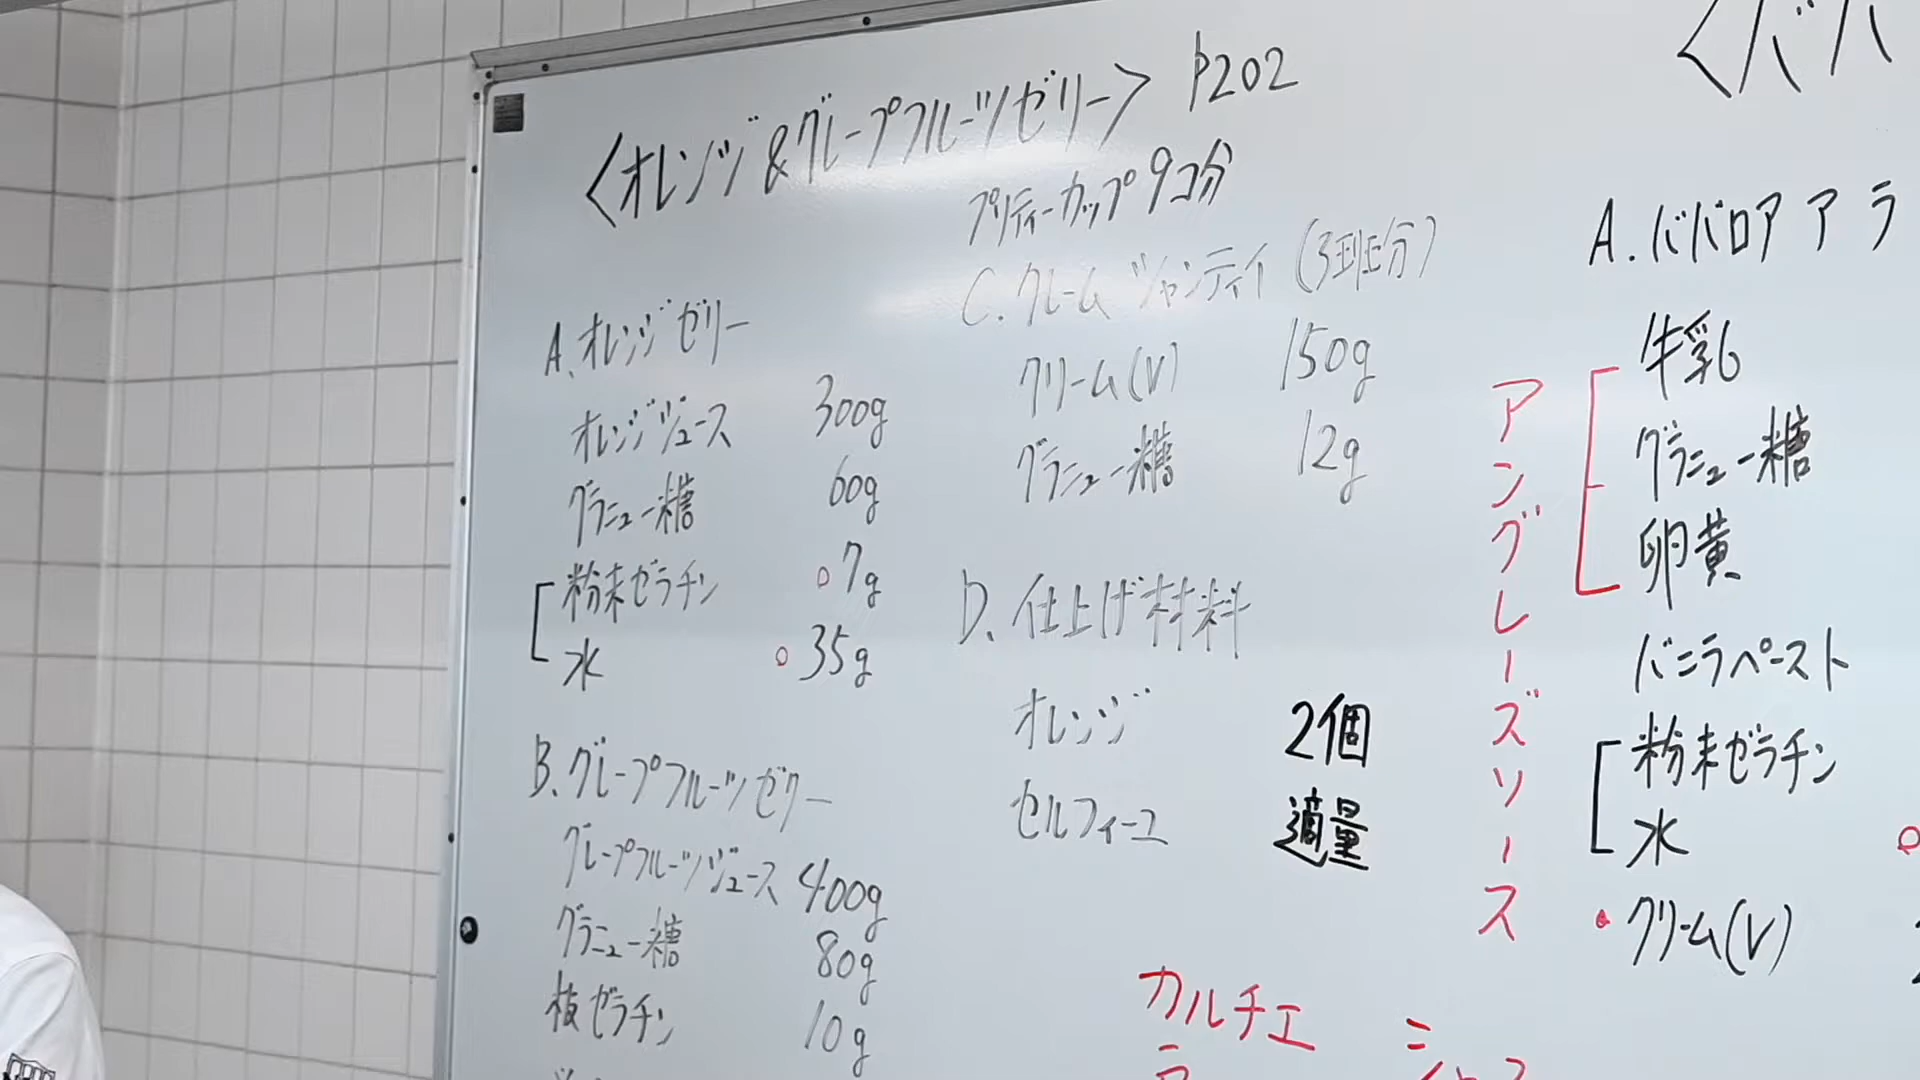 〈オレンジ&グレープフルーツゼリー〉 P202
プリティーカップ9コ分
A.オレンジゼリー
オレンジジュース 300g
グラニュー糖 60g
粉末ゼラチン 7g
水 35g
B.グレープフルーツゼリー
グレープフルーツジュース 400g
グラニュー糖 80g
板ゼラチン 10g
C.クレームシャンティイ (3班分)
クリーム(V) 150g
グラニュー糖 12g
D.仕上げ材料
オレンジ 2個
セルフィーユ 適量
カルチエ
アングレーズソース
〈ババ
A.ババロア ア ラ
牛乳
グラニュー糖
卵黄
バニラペースト
粉末ゼラチン
水
クリーム(V)